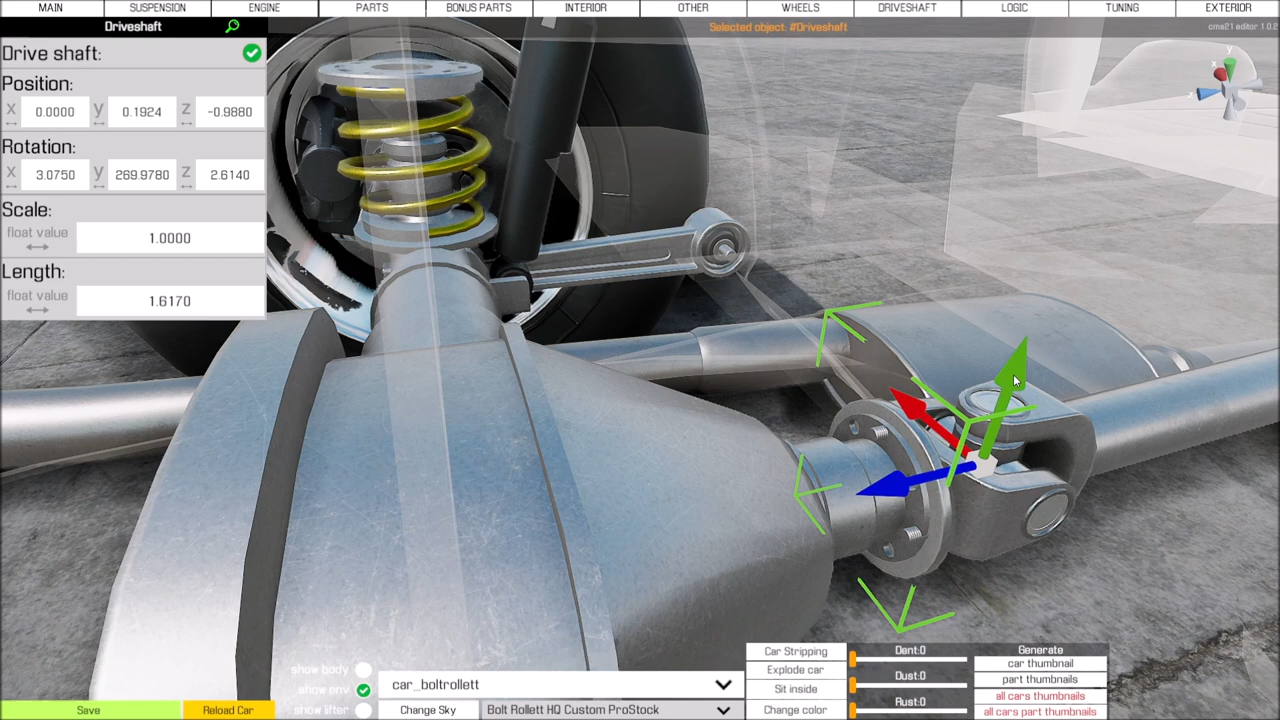 MAIN SUSPENSION ENGINE PARTS BONUS PARTS INTERIOR OTHER WHEELS DRIVESHAFT LOGIC TUNING EXTERIOR
Driveshaft
Selected object: #Driveshaft
cms21 editor 1.0.2
Drive shaft:
Position:
x 0.0000 y 0.1924 z -0.9880
Rotation:
x 3.0750 y 269.9780 z 2.6140
Scale:
float value 1.0000
Length:
float value 1.6170
x y z
show body
show env
show lifter
car_boltrollett
Save
Reload Car
Change Sky
Bolt Rollett HQ Custom ProStock
Car Stripping
Explode car
Sit inside
Change color
Dent:0
Dust:0
Rust:0
Generate
car thumbnail
part thumbnails
all cars thumbnails
all cars part thumbnails